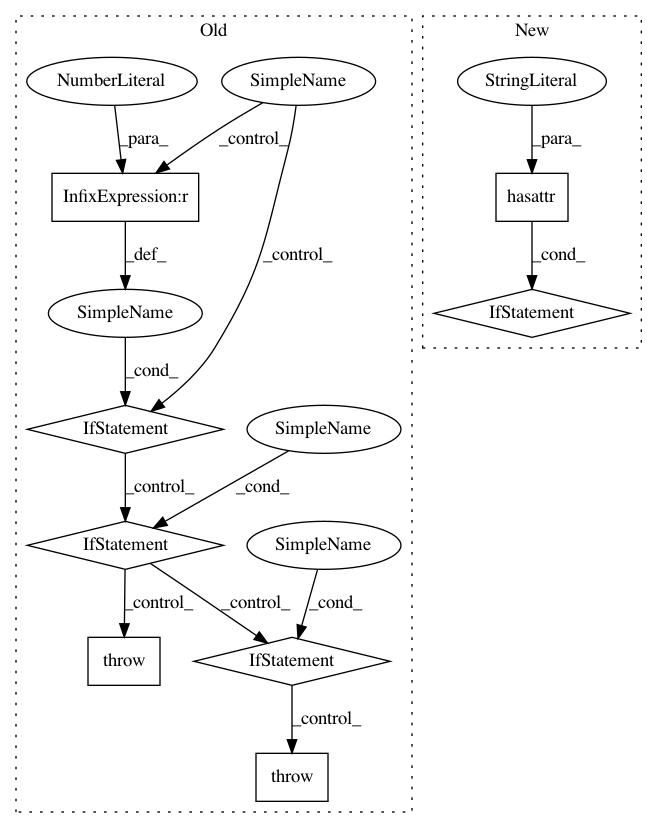 Old
New
NumberLiteral
SimpleName
StringLiteral
_para_
_control_
_para_
InfixExpression:r
hasattr
_def_
_control_
_cond_
SimpleName
IfStatement
_cond_
IfStatement
SimpleName
_control_
_cond_
IfStatement
SimpleName
_control_
_control_
_cond_
throw
IfStatement
_control_
throw